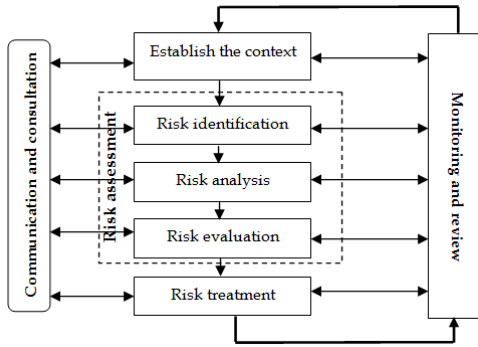 Establish the context
Communication and consultation
Risk assessment
Risk identification
Risk analysis
Risk evaluation
Risk treatment
Monitoring and review